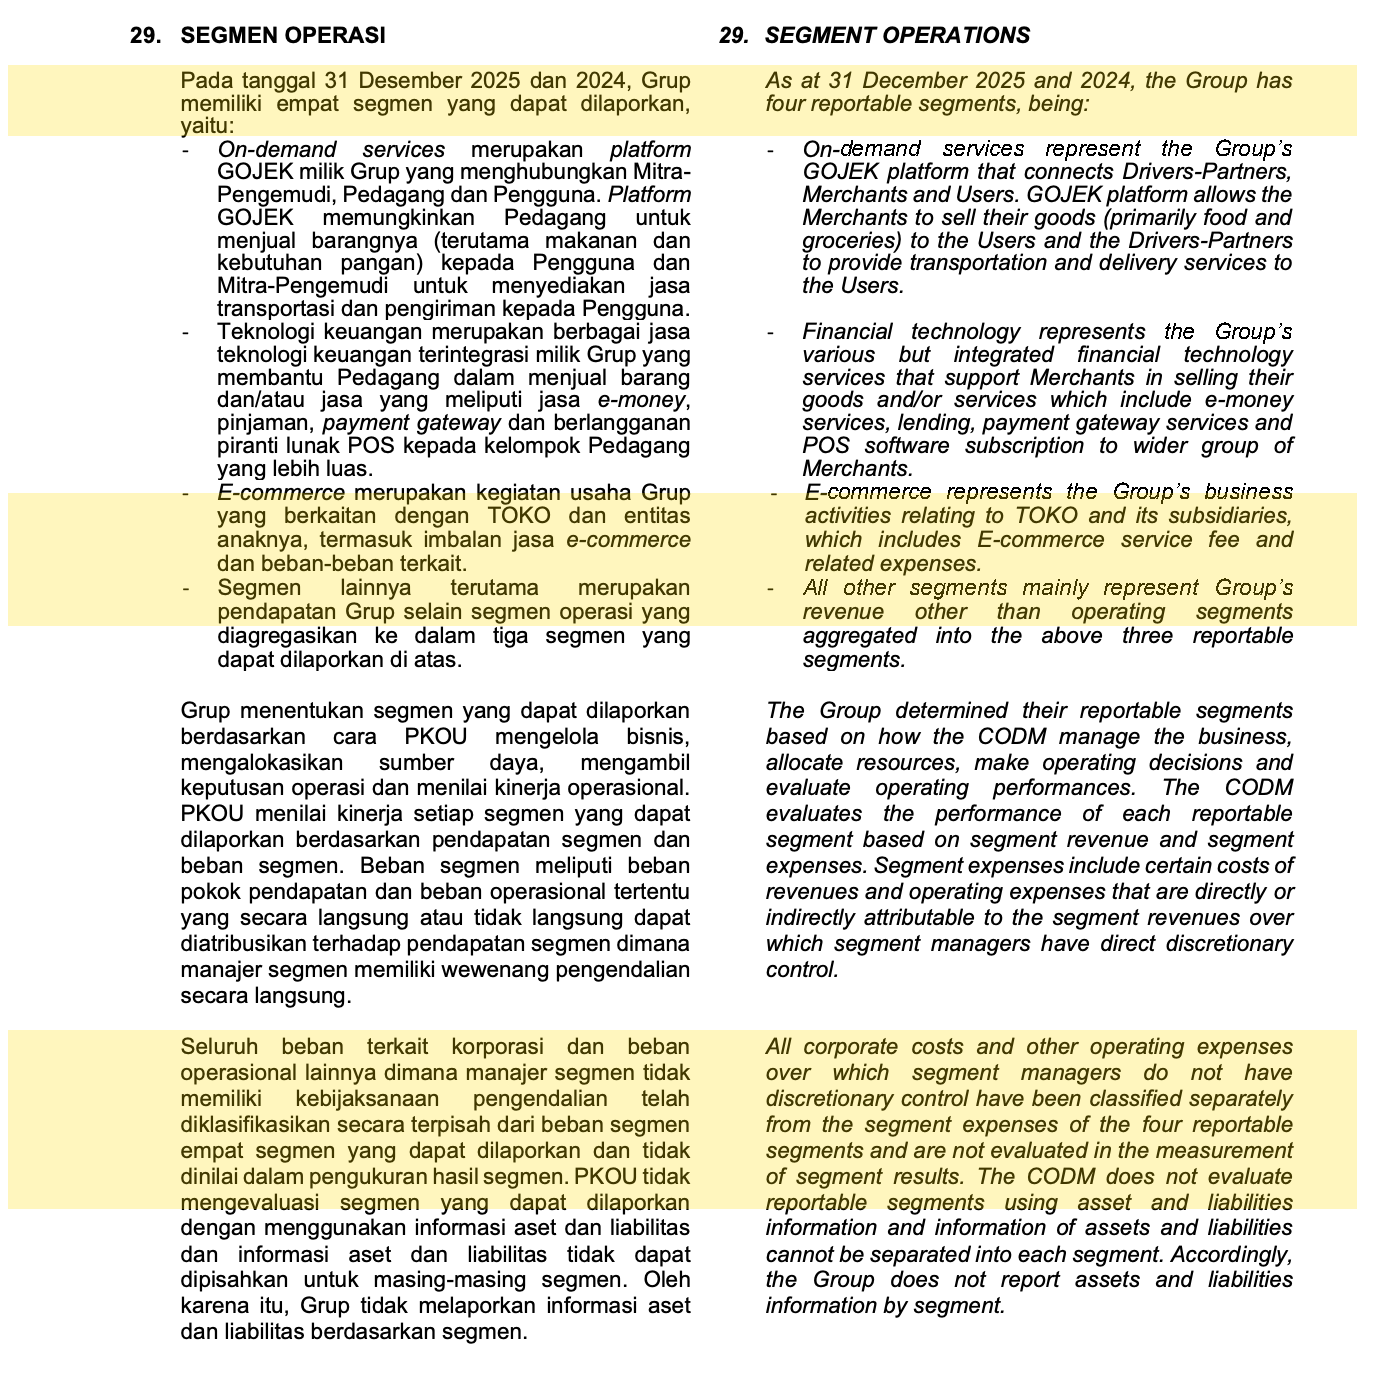 29. SEGMEN OPERASI
Pada tanggal 31 Desember 2025 dan 2024, Grup
memiliki empat segmen yang dapat dilaporkan,
yaitu:
- On-demand services merupakan platform
GOJEK milik Grup yang menghubungkan Mitra-
Pengemudi, Pedagang dan Pengguna. Platform
GOJEK memungkinkan Pedagang untuk
menjual barangnya (terutama makanan dan
kebutuhan pangan) kepada Pengguna dan
Mitra-Pengemudi untuk menyediakan jasa
transportasi dan pengiriman kepada Pengguna.
- Teknologi keuangan merupakan berbagai jasa
teknologi keuangan terintegrasi milik Grup yang
membantu Pedagang dalam menjual barang
dan/atau jasa yang meliputi jasa e-money,
pinjaman, payment gateway dan berlangganan
piranti lunak POS kepada kelompok Pedagang
yang lebih luas.
- E-commerce merupakan kegiatan usaha Grup
yang berkaitan dengan TOKO dan entitas
anaknya, termasuk imbalan jasa e-commerce
dan beban-beban terkait.
- Segmen lainnya terutama merupakan
pendapatan Grup selain segmen operasi yang
diagregasikan ke dalam tiga segmen yang
dapat dilaporkan di atas.
Grup menentukan segmen yang dapat dilaporkan
berdasarkan cara PKOU mengelola bisnis,
mengalokasikan sumber daya, mengambil
keputusan operasi dan menilai kinerja operasional.
PKOU menilai kinerja setiap segmen yang dapat
dilaporkan berdasarkan pendapatan segmen dan
beban segmen. Beban segmen meliputi beban
pokok pendapatan dan beban operasional tertentu
yang secara langsung atau tidak langsung dapat
diatribusikan terhadap pendapatan segmen dimana
manajer segmen memiliki wewenang pengendalian
secara langsung.
Seluruh beban terkait korporasi dan beban
operasional lainnya dimana manajer segmen tidak
memiliki kebijaksanaan pengendalian telah
diklasifikasikan secara terpisah dari beban segmen
empat segmen yang dapat dilaporkan dan tidak
dinilai dalam pengukuran hasil segmen. PKOU tidak
mengevaluasi segmen yang dapat dilaporkan
dengan menggunakan informasi aset dan liabilitas
dan informasi aset dan liabilitas tidak dapat
dipisahkan untuk masing-masing segmen. Oleh
karena itu, Grup tidak melaporkan informasi aset
dan liabilitas berdasarkan segmen.
29. SEGMENT OPERATIONS
As at 31 December 2025 and 2024, the Group has
four reportable segments, being:
- On-demand services represent the Group's
GOJEK platform that connects Drivers-Partners,
Merchants and Users. GOJEK platform allows the
Merchants to sell their goods (primarily food and
groceries) to the Users and the Drivers-Partners
to provide transportation and delivery services to
the Users.
- Financial technology represents the Group's
various but integrated financial technology
services that support Merchants in selling their
goods and/or services which include e-money
services, lending, payment gateway services and
POS software subscription to wider group of
Merchants.
- E-commerce represents the Group's business
activities relating to TOKO and its subsidiaries,
which includes E-commerce service fee and
related expenses.
- All other segments mainly represent Group's
revenue other than operating segments
aggregated into the above three reportable
segments.
The Group determined their reportable segments
based on how the CODM manage the business,
allocate resources, make operating decisions and
evaluate operating performances. The CODM
evaluates the performance of each reportable
segment based on segment revenue and segment
expenses. Segment expenses include certain costs of
revenues and operating expenses that are directly or
indirectly attributable to the segment revenues over
which segment managers have direct discretionary
control.
All corporate costs and other operating expenses
over which segment managers do not have
discretionary control have been classified separately
from the segment expenses of the four reportable
segments and are not evaluated in the measurement
of segment results. The CODM does not evaluate
reportable segments using asset and liabilities
information and information of assets and liabilities
cannot be separated into each segment. Accordingly,
the Group does not report assets and liabilities
information by segment.